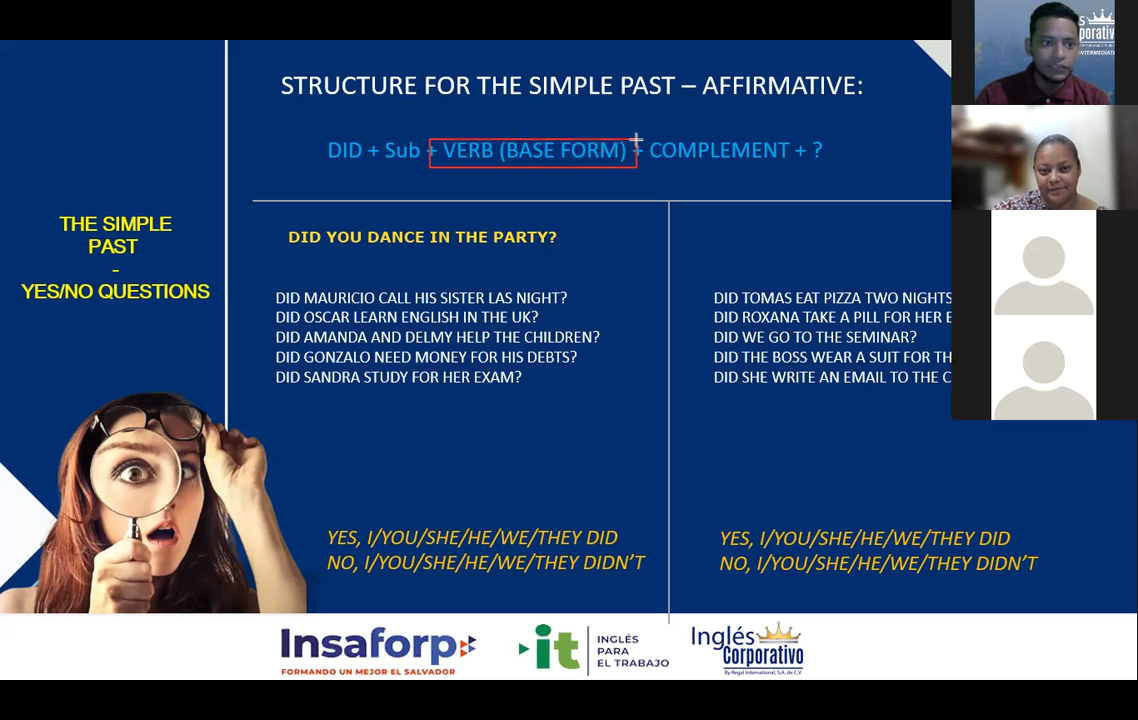 STRUCTURE FOR THE SIMPLE PAST – AFFIRMATIVE:
DID + Sub + VERB (BASE FORM) + COMPLEMENT + ?
THE SIMPLE
PAST
-
YES/NO QUESTIONS
DID YOU DANCE IN THE PARTY?
DID MAURICIO CALL HIS SISTER LAS NIGHT?
DID OSCAR LEARN ENGLISH IN THE UK?
DID AMANDA AND DELMY HELP THE CHILDREN?
DID GONZALO NEED MONEY FOR HIS DEBTS?
DID SANDRA STUDY FOR HER EXAM?
DID TOMAS EAT PIZZA TWO NIGHTS
DID ROXANA TAKE A PILL FOR HER
DID WE GO TO THE SEMINAR?
DID THE BOSS WEAR A SUIT FOR
DID SHE WRITE AN EMAIL TO THE
YES, I/YOU/SHE/HE/WE/THEY DID
NO, I/YOU/SHE/HE/WE/THEY DIDN'T
YES, I/YOU/SHE/HE/WE/THEY DID
NO, I/YOU/SHE/HE/WE/THEY DIDN'T
Insaforp
FORMANDO UN MEJOR EL SALVADOR
it
INGLÉS
PARA
EL TRABAJO
Inglés
Corporativo
By Regal International, S.A. de C.V.